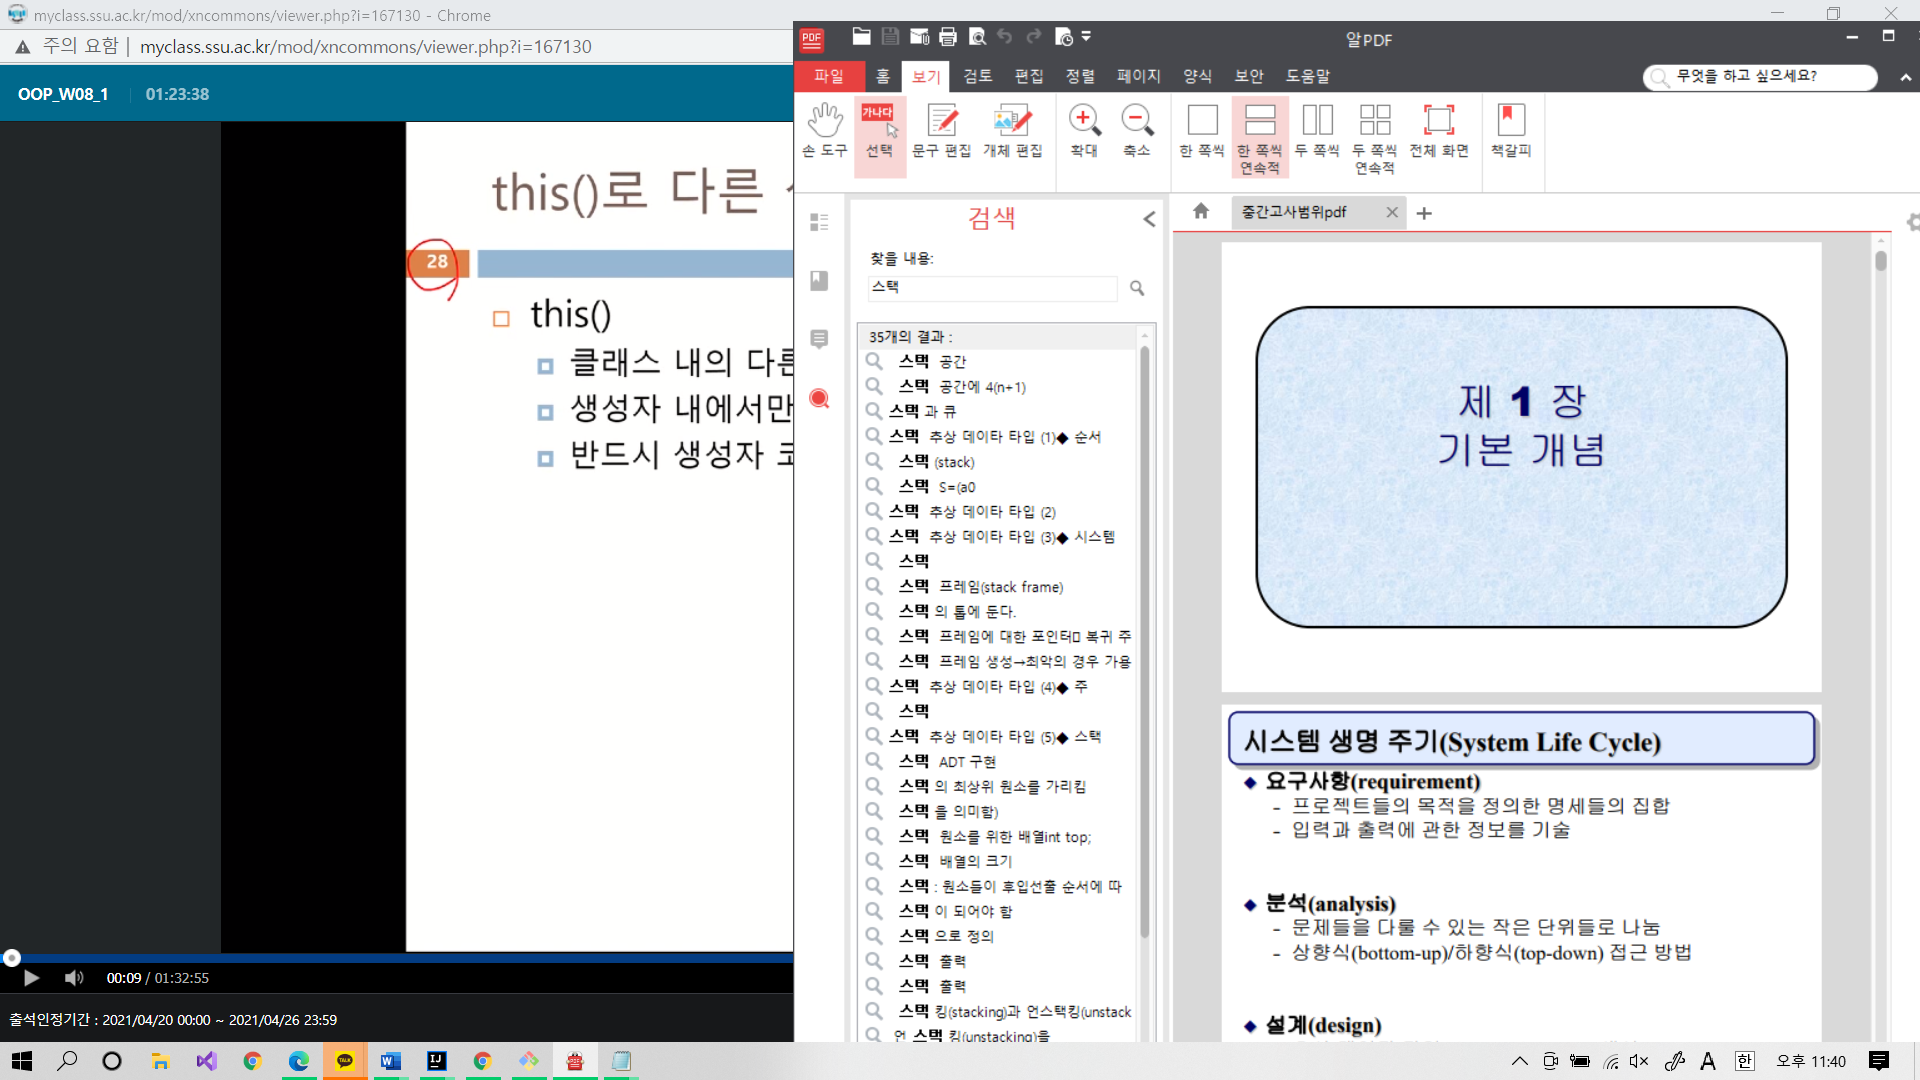 myclass.ssu.ac.kr/mod/xncommons/viewer.php?i=167130 - Chrome
주의 요함 | myclass.ssu.ac.kr/mod/xncommons/viewer.php?i=167130
OOP_W08_1 01:23:38
this()로 다른
28
this()
클래스 내의 다른
생성자 내에서만
반드시 생성자 코
00:09 / 01:32:55
출석인정기간 : 2021/04/20 00:00 ~ 2021/04/26 23:59
PDF
알PDF
파일 홈 보기 검토 편집 정렬 페이지 양식 보안 도움말
무엇을 하고 싶으세요?
가나다
손 도구 선택 문구 편집 개체 편집 확대 축소 한 쪽씩 한 쪽씩 연속적 두 쪽씩 두 쪽씩 연속적 전체 화면 책갈피
검색
찾을 내용:
스택
35개의 결과 :
스택 공간
스택 공간에 4(n+1)
스택 과 큐
스택 추상 데이타 타입 (1)◆ 순서
스택 (stack)
스택 S=(a0
스택 추상 데이타 타입 (2)
스택 추상 데이타 타입 (3)◆ 시스템
스택
스택 프레임(stack frame)
스택 의 톱에 둔다.
스택 프레임에 대한 포인터▯ 복귀 주
스택 프레임 생성→최악의 경우 가용
스택 추상 데이타 타입 (4)◆ 주
스택
스택 추상 데이타 타입 (5)◆ 스택
스택 ADT 구현
스택 의 최상위 원소를 가리킴
스택 을 의미함)
스택 원소를 위한 배열int top;
스택 배열의 크기
스택 : 원소들이 후입선출 순서에 따
스택 이 되어야 함
스택 으로 정의
스택 출력
스택 출력
스택 킹(stacking)과 언스택킹(unstack
언 스택 킹(unstacking)을
중간고사범위pdf
제 1 장
기본 개념
시스템 생명 주기(System Life Cycle)
◆ 요구사항(requirement)
- 프로젝트들의 목적을 정의한 명세들의 집합
- 입력과 출력에 관한 정보를 기술
◆ 분석(analysis)
- 문제들을 다룰 수 있는 작은 단위들로 나눔
- 상향식(bottom-up)/하향식(top-down) 접근 방법
◆ 설계(design)
TALK
IJ
A 한 오후 11:40